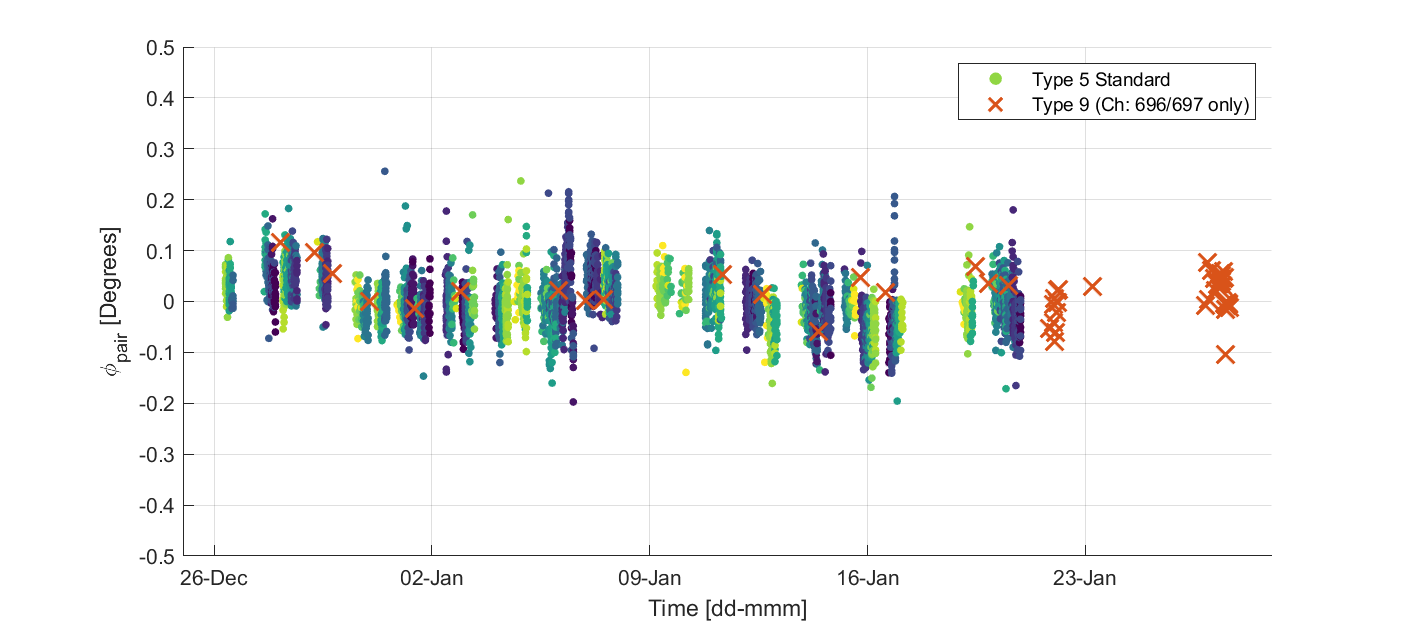 0.5
0.4
0.3
0.2
0.1
0
-0.1
-0.2
-0.3
-0.4
-0.5
ϕpair [Degrees]
Type 5 Standard
Type 9 (Ch: 696/697 only)
26-Dec
02-Jan
09-Jan
16-Jan
23-Jan
Time [dd-mmm]